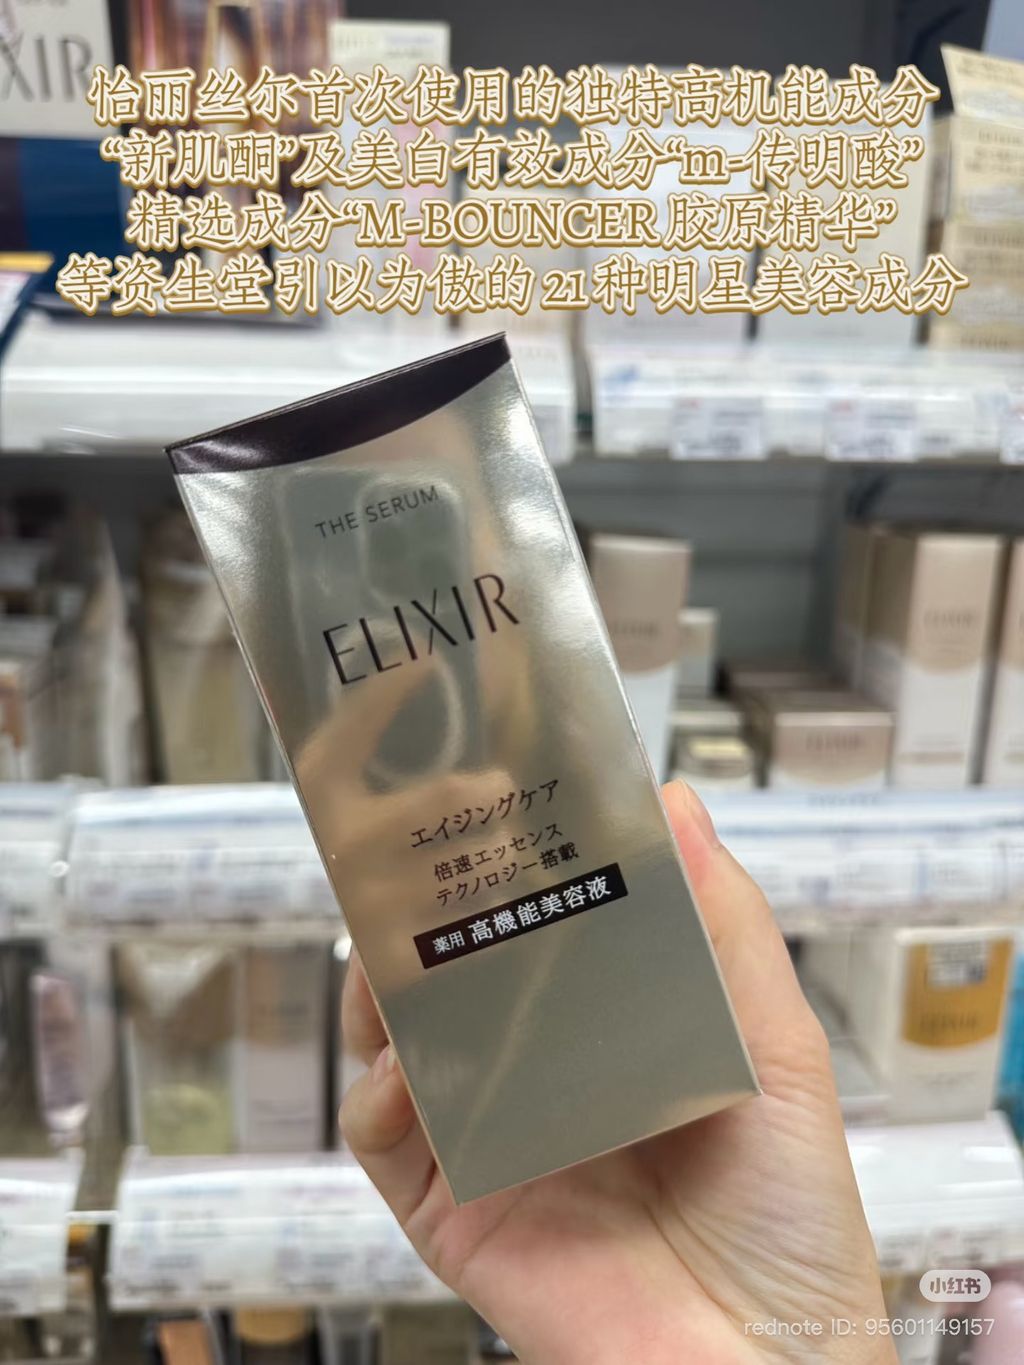 怡丽丝尔首次使用的独特高机能成分
“新肌酮”及美白有效成分“m-传明酸”
精选成分“M-BOUNCER 胶原精华”
等资生堂引以为傲的 21 种明星美容成分
THE SERUM
ELIXIR
エイジングケア
倍速エッセンス
テクノロジー搭載
薬用 高機能美容液
小红书
rednote ID: 95601149157